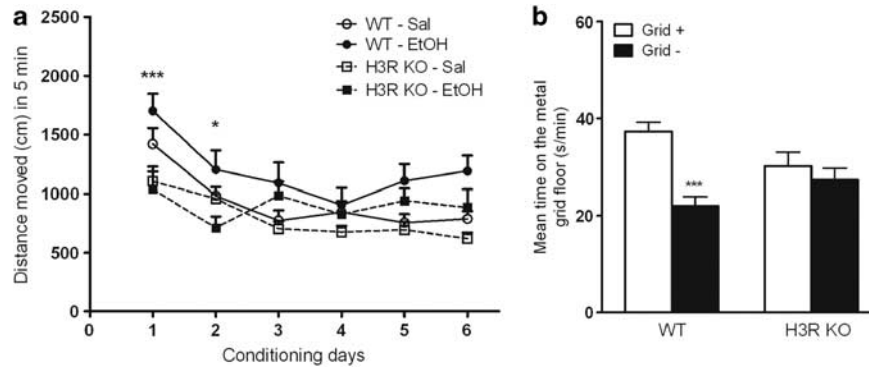 a
WT - Sal
WT - EtOH
H3R KO - Sal
H3R KO - EtOH
Distance moved (cm) in 5 min
2500
2000
1500
1000
500
0
***
*
0 1 2 3 4 5 6
Conditioning days
b
Grid +
Grid -
Mean time on the metal
grid floor (s/min)
60
40
20
0
***
WT H3R KO